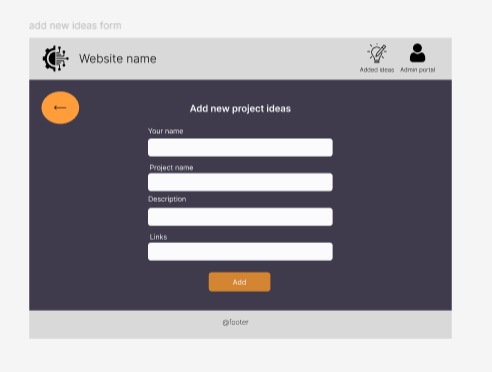 add new ideas form
Website name
Added ideas
Admin portal
Add new project ideas
Your name
Project name
Description
Links
Add
@footer